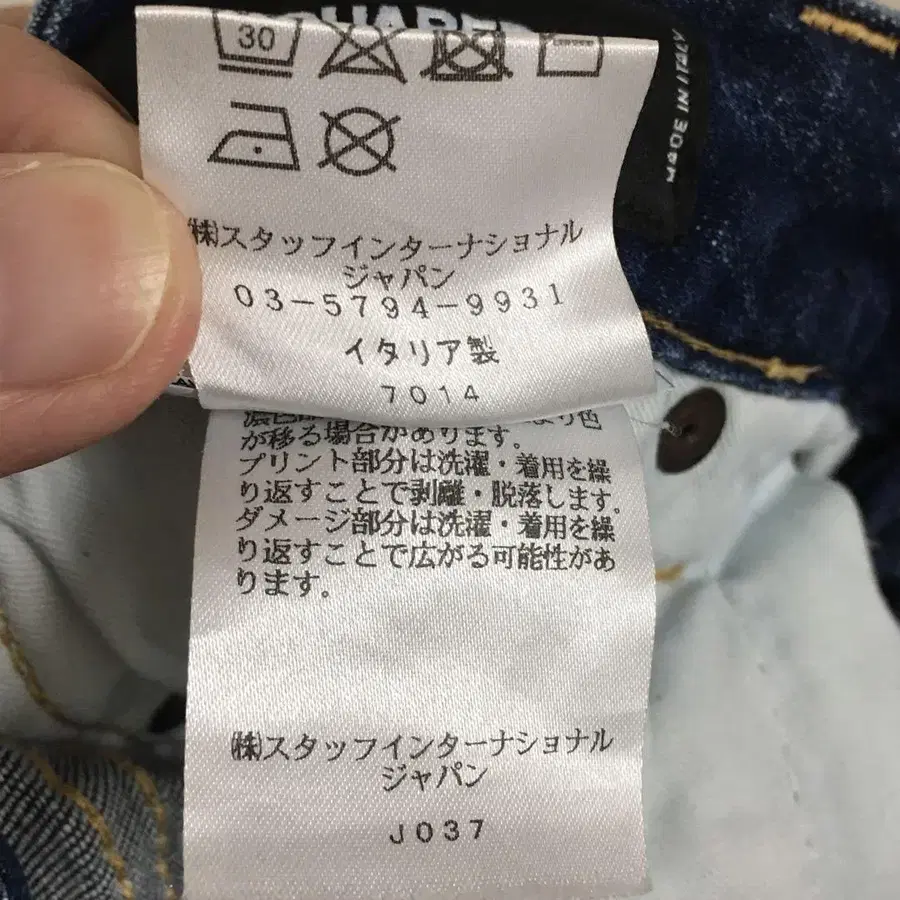 30
MADE IN ITALY
㈱スタッフインターナショナル
ジャパン
03-5794-9931
イタリア製
7014
が移る場合があります。
プリント部分は洗濯・着用を繰
り返すことで剥離・脱落します。
ダメージ部分は洗濯・着用を繰
り返すことで広がる可能性があ
ります。
㈱スタッフインターナショナル
ジャパン
J037